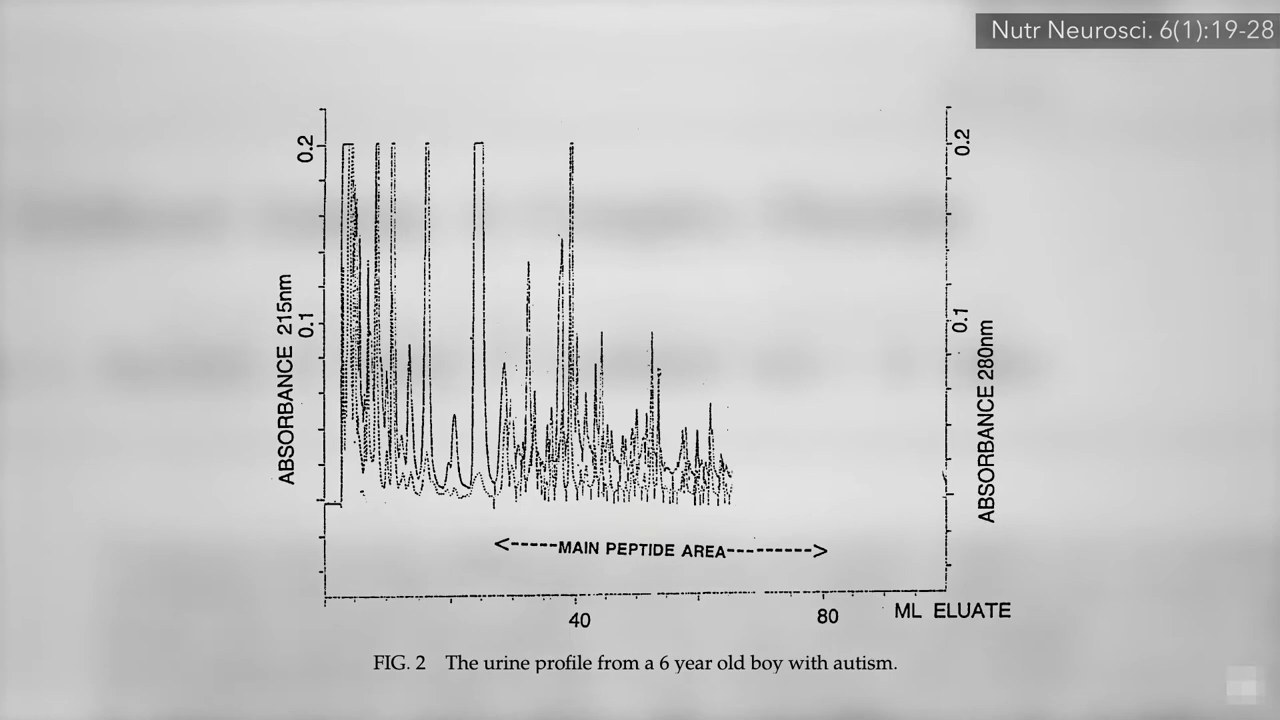 Nutr Neurosci. 6(1):19-28
0.2
0.2
ABSORBANCE 215nm
0.1
0.1
ABSORBANCE 280nm
<-----MAIN PEPTIDE AREA-------->
40
80
ML ELUATE
FIG. 2 The urine profile from a 6 year old boy with autism.